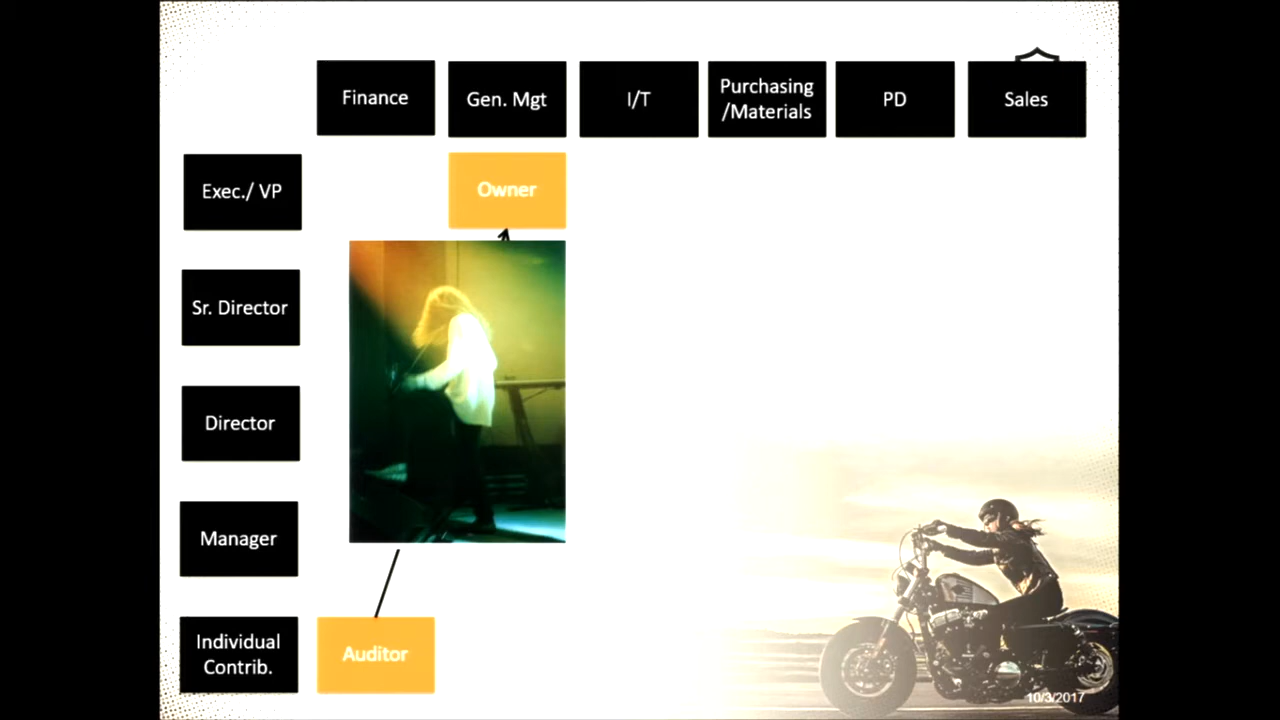 Finance
Gen. Mgt
I/T
Purchasing
/Materials
PD
Sales
Exec./ VP
Owner
Sr. Director
Director
Manager
Individual
Contrib.
Auditor
10/3/2017